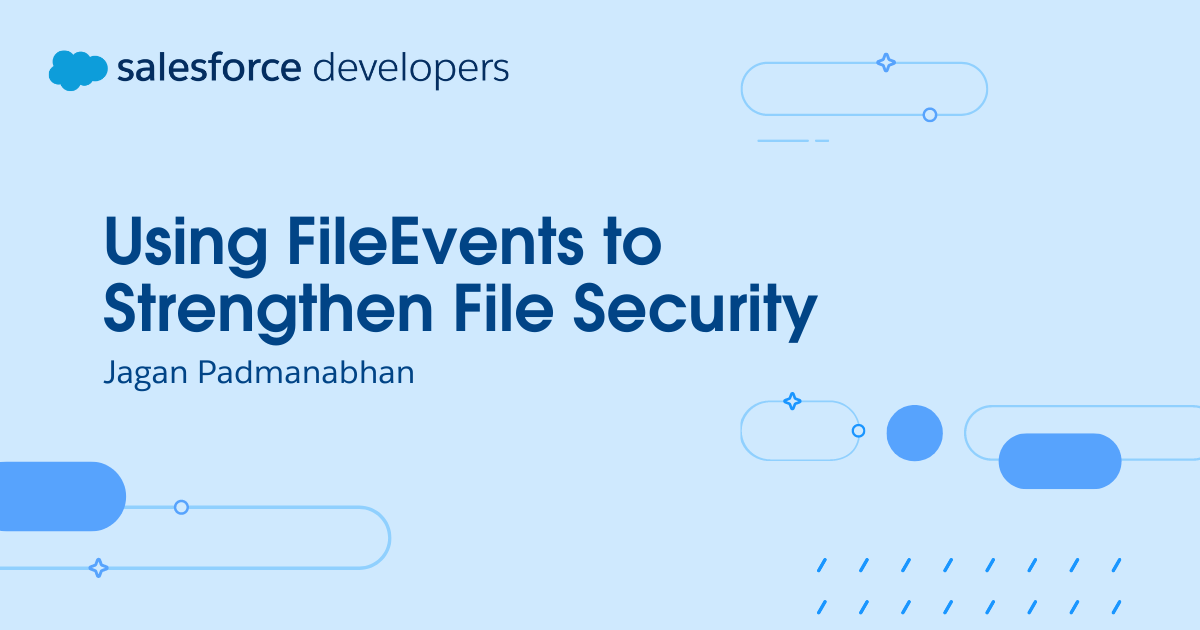 salesforce developers
Using FileEvents to
Strengthen File Security
Jagan Padmanabhan